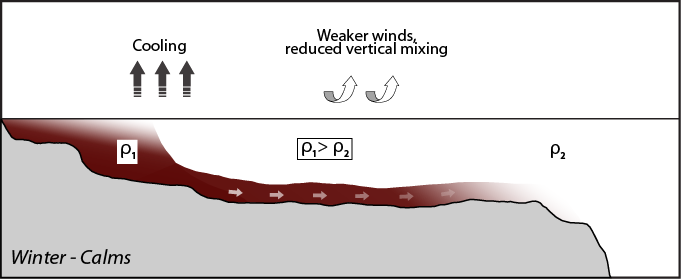 Cooling
Weaker winds,
reduced vertical mixing
ρ₁
ρ₁> ρ₂
ρ₂
Winter - Calms